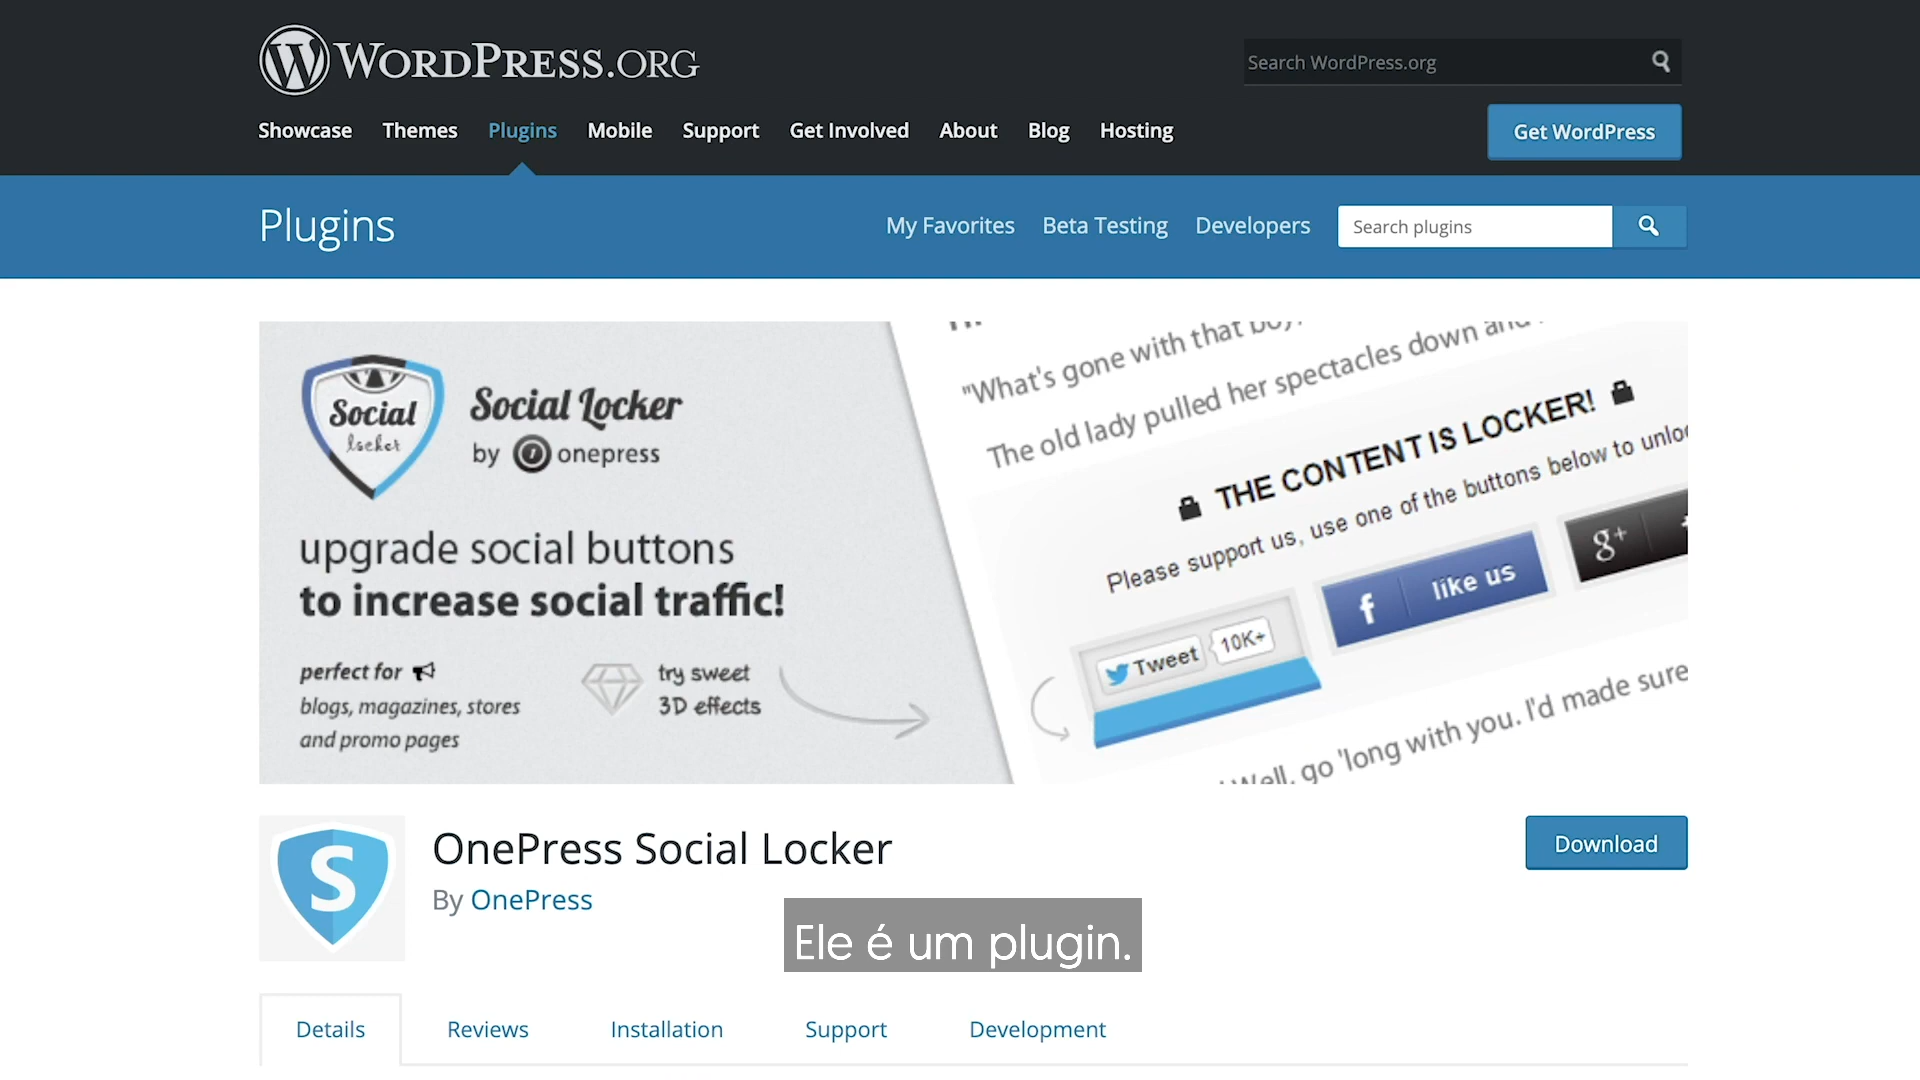 WORDPRESS.ORG
Search WordPress.org
Showcase Themes Plugins Mobile Support Get Involved About Blog Hosting
Get WordPress
Plugins
My Favorites Beta Testing Developers
Search plugins
Social
locker
Social Locker
by onepress
upgrade social buttons
to increase social traffic!
perfect for
blogs, magazines, stores
and promo pages
try sweet
3D effects
"What's gone with that boy,
The old lady pulled her spectacles down and
THE CONTENT IS LOCKER!
Please support us, use one of the buttons below to unloc
Tweet 10K+
f like us
g+
Well, go 'long with you. I'd made sure
S
OnePress Social Locker
By OnePress
Download
Ele é um plugin.
Details Reviews Installation Support Development